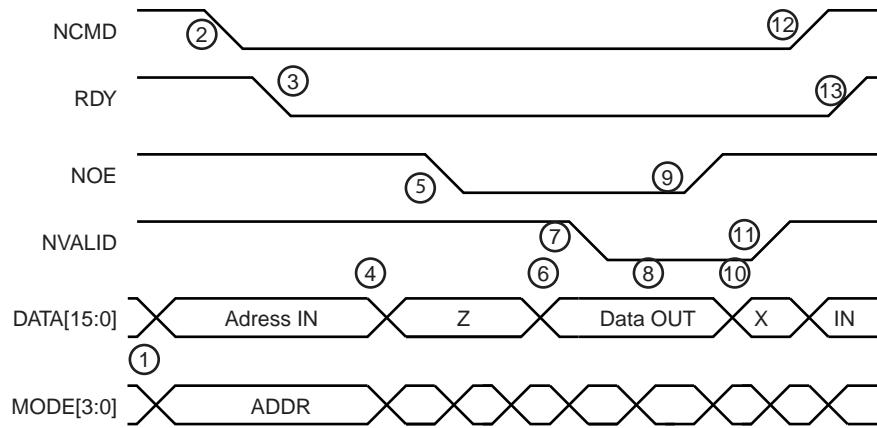 NCMD 2 12
RDY 3 13
NOE 5 9
NVALID 7 11
4 6 8 10
DATA[15:0] Adress IN Z Data OUT X IN
1
MODE[3:0] ADDR